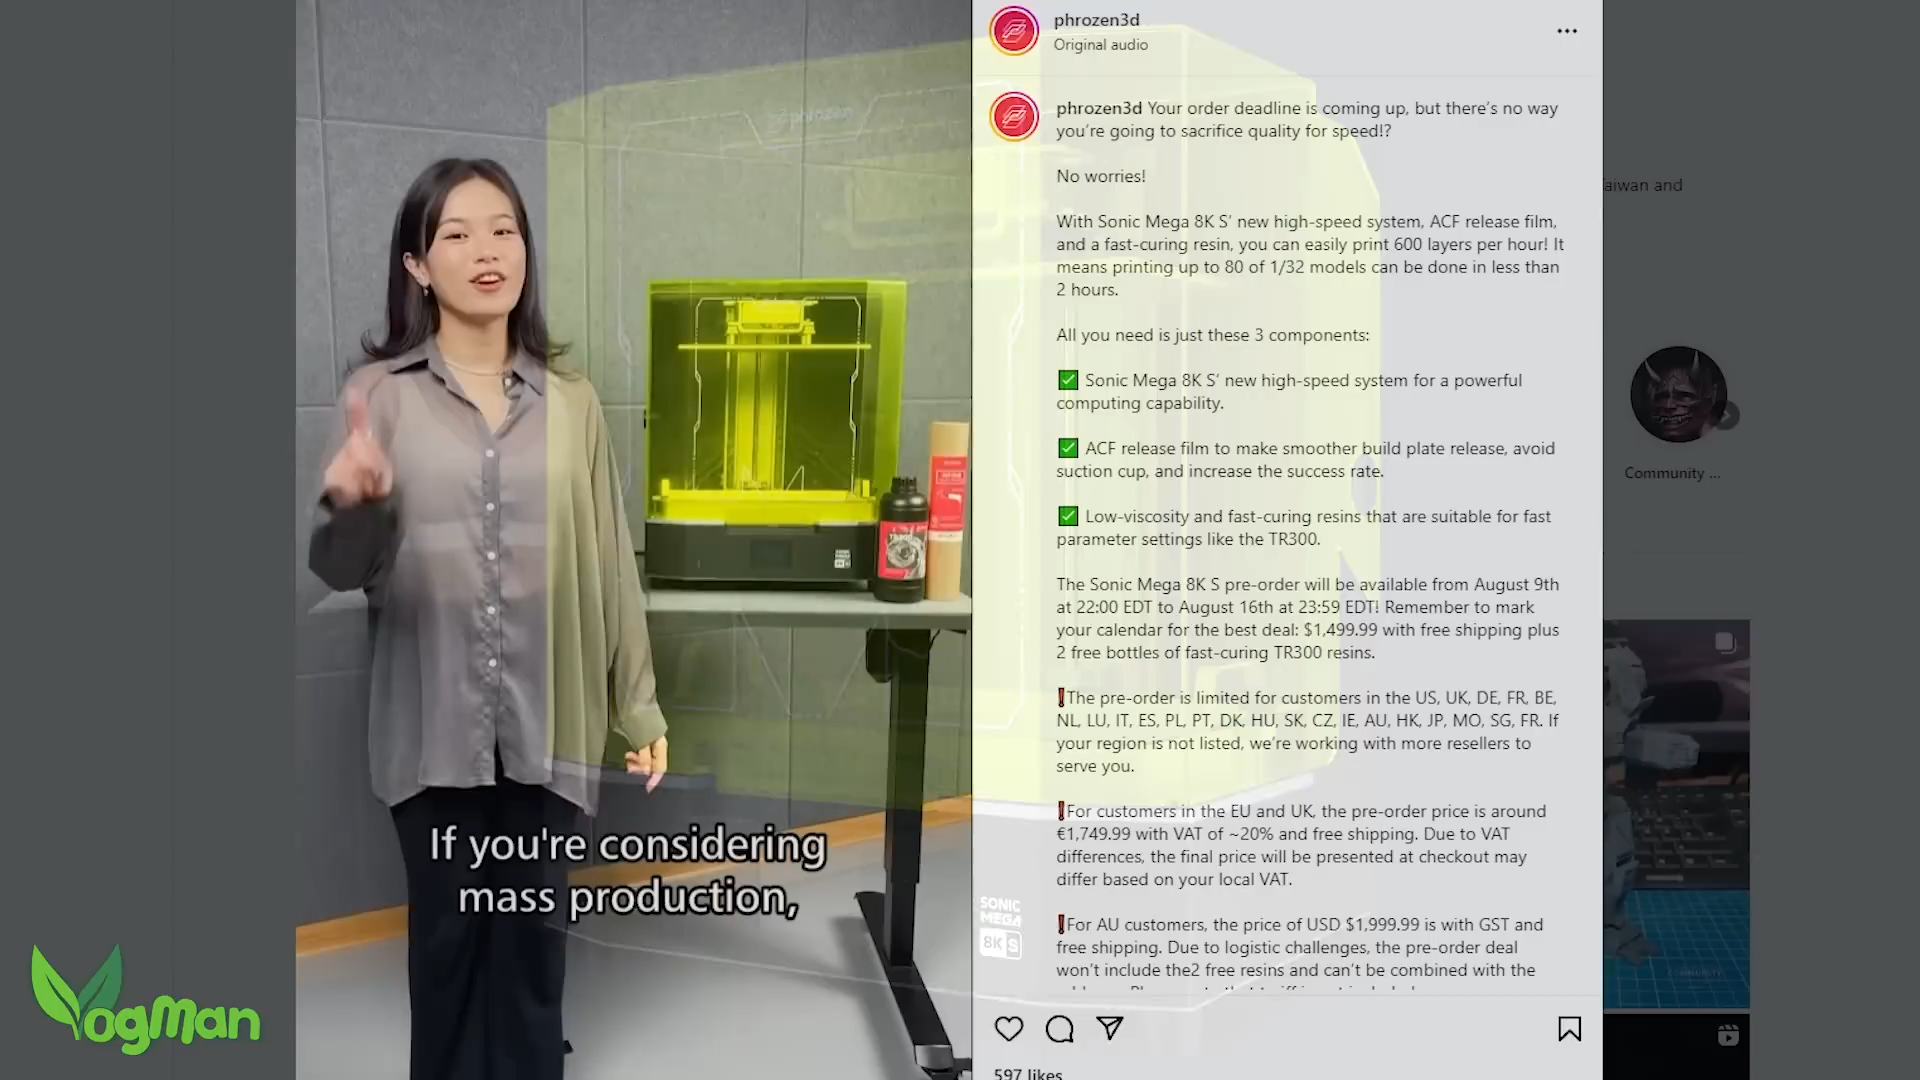 phrozen3d
Original audio
phrozen3d Your order deadline is coming up, but there's no way
you're going to sacrifice quality for speed!?
No worries!
With Sonic Mega 8K S' new high-speed system, ACF release film,
and a fast-curing resin, you can easily print 600 layers per hour! It
means printing up to 80 of 1/32 models can be done in less than
2 hours.
All you need is just these 3 components:
✅ Sonic Mega 8K S' new high-speed system for a powerful
computing capability.
✅ ACF release film to make smoother build plate release, avoid
suction cup, and increase the success rate.
✅ Low-viscosity and fast-curing resins that are suitable for fast
parameter settings like the TR300.
The Sonic Mega 8K S pre-order will be available from August 9th
at 22:00 EDT to August 16th at 23:59 EDT! Remember to mark
your calendar for the best deal: $1,499.99 with free shipping plus
2 free bottles of fast-curing TR300 resins.
❗The pre-order is limited for customers in the US, UK, DE, FR, BE,
NL, LU, IT, ES, PL, PT, DK, HU, SK, CZ, IE, AU, HK, JP, MO, SG, FR. If
your region is not listed, we're working with more resellers to
serve you.
❗For customers in the EU and UK, the pre-order price is around
€1,749.99 with VAT of ~20% and free shipping. Due to VAT
differences, the final price will be presented at checkout may
differ based on your local VAT.
❗For AU customers, the price of USD $1,999.99 is with GST and
free shipping. Due to logistic challenges, the pre-order deal
won't include the2 free resins and can't be combined with the
597 likes
If you're considering
mass production,
phrozen
SONIC
MEGA
8K S
TR300
YogMan
Taiwan and
Community ...
COMMUNITY